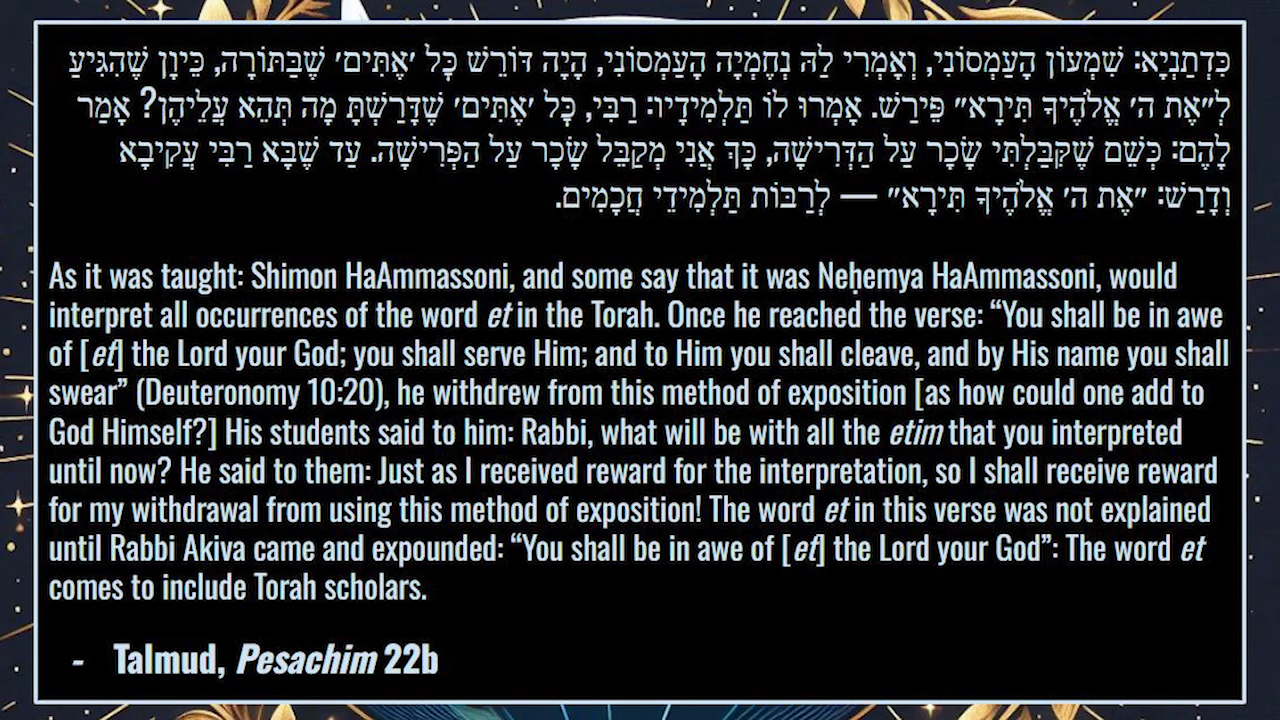 כִּדְתַנְיָא: שִׁמְעוֹן הָעַמְסוֹנִי, וְאָמְרִי לַהּ נְחֶמְיָה הָעַמְסוֹנִי, הָיָה דּוֹרֵשׁ כׇּל ׳אֶתִּים׳ שֶׁבַּתּוֹרָה, כֵּיוָן שֶׁהִגִּיעַ
לְ״אֶת ה׳ אֱלֹהֶיךָ תִּירָא״ פֵּירַשׁ. אָמְרוּ לוֹ תַּלְמִידָיו: רַבִּי, כׇּל ׳אֶתִּים׳ שֶׁדָּרַשְׁתָּ מָה תְּהֵא עֲלֵיהֶן? אָמַר
לָהֶם: כְּשֵׁם שֶׁקִּבַּלְתִּי שָׂכָר עַל הַדְּרִישָׁה, כָּךְ אֲנִי מְקַבֵּל שָׂכָר עַל הַפְּרִישָׁה. עַד שֶׁבָּא רַבִּי עֲקִיבָא
וְדָרַשׁ: ״אֶת ה׳ אֱלֹהֶיךָ תִּירָא״ — לְרַבּוֹת תַּלְמִידֵי חֲכָמִים.
As it was taught: Shimon HaAmmassoni, and some say that it was Neḥemya HaAmmassoni, would
interpret all occurrences of the word et in the Torah. Once he reached the verse: “You shall be in awe
of [et] the Lord your God; you shall serve Him; and to Him you shall cleave, and by His name you shall
swear” (Deuteronomy 10:20), he withdrew from this method of exposition [as how could one add to
God Himself?] His students said to him: Rabbi, what will be with all the etim that you interpreted
until now? He said to them: Just as I received reward for the interpretation, so I shall receive reward
for my withdrawal from using this method of exposition! The word et in this verse was not explained
until Rabbi Akiva came and expounded: “You shall be in awe of [et] the Lord your God”: The word et
comes to include Torah scholars.
- Talmud, Pesachim 22b